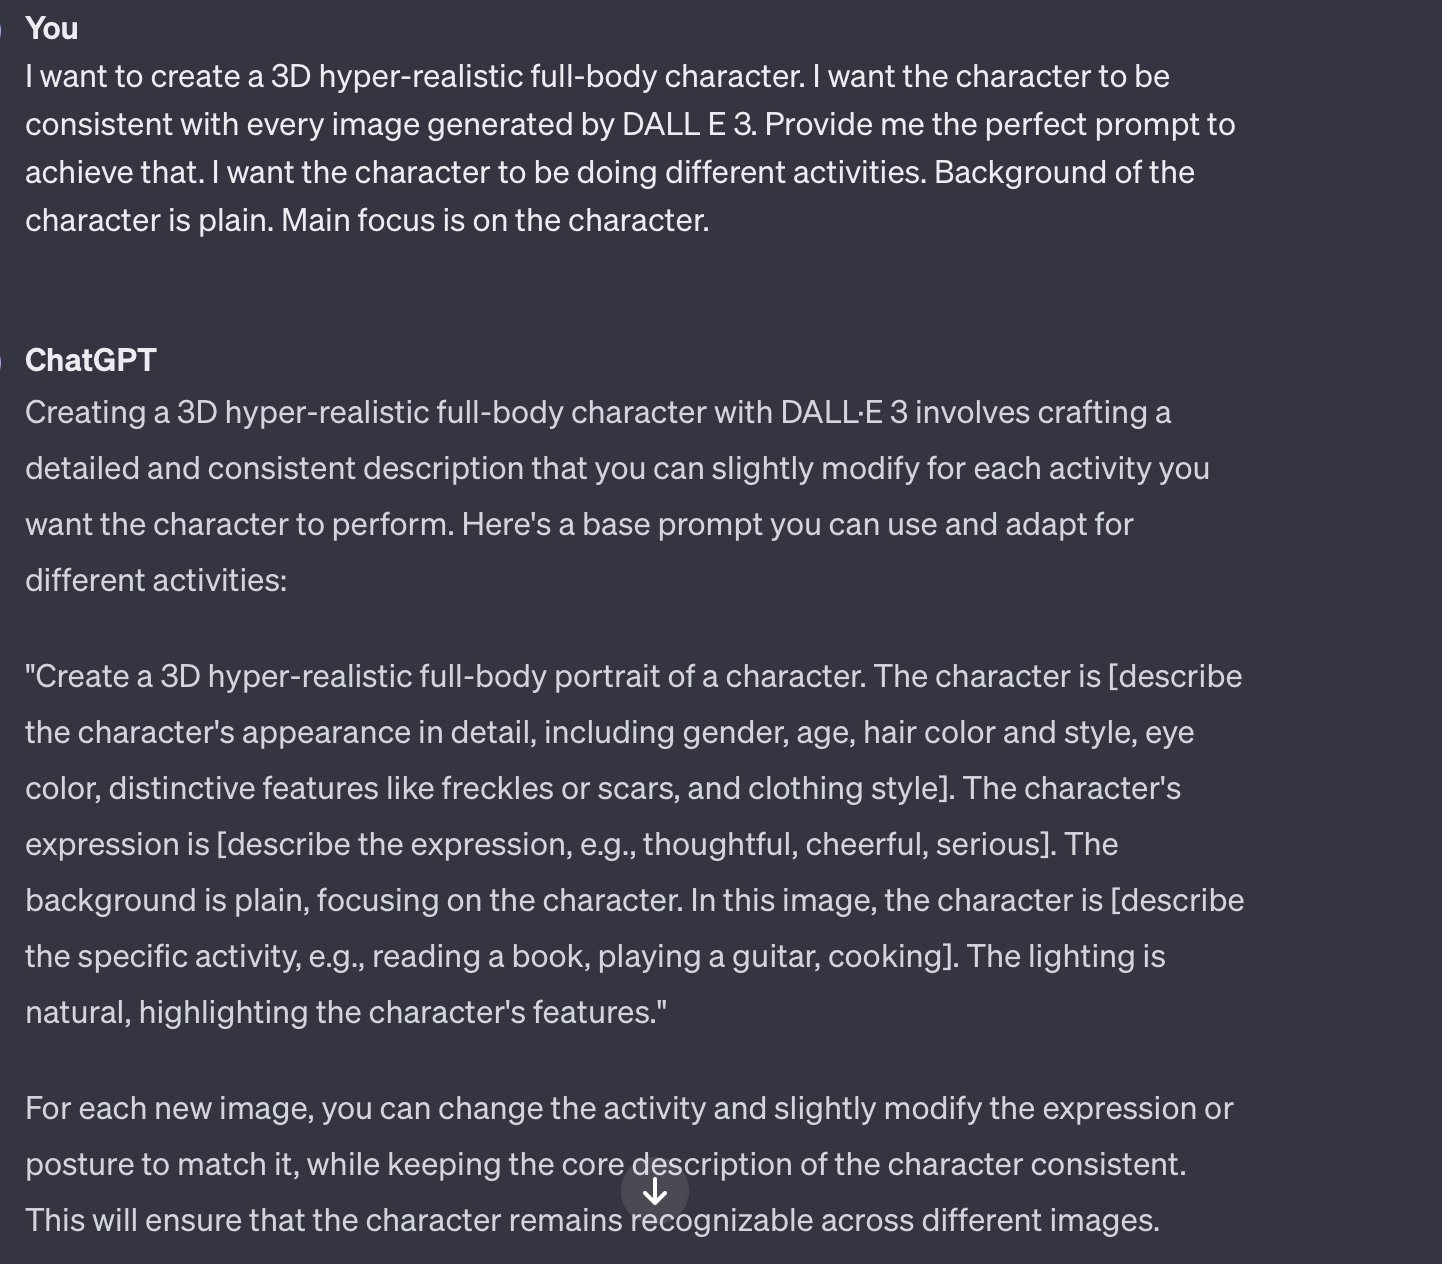 You
I want to create a 3D hyper-realistic full-body character. I want the character to be
consistent with every image generated by DALL E 3. Provide me the perfect prompt to
achieve that. I want the character to be doing different activities. Background of the
character is plain. Main focus is on the character.
ChatGPT
Creating a 3D hyper-realistic full-body character with DALL·E 3 involves crafting a
detailed and consistent description that you can slightly modify for each activity you
want the character to perform. Here's a base prompt you can use and adapt for
different activities:
"Create a 3D hyper-realistic full-body portrait of a character. The character is [describe
the character's appearance in detail, including gender, age, hair color and style, eye
color, distinctive features like freckles or scars, and clothing style]. The character's
expression is [describe the expression, e.g., thoughtful, cheerful, serious]. The
background is plain, focusing on the character. In this image, the character is [describe
the specific activity, e.g., reading a book, playing a guitar, cooking]. The lighting is
natural, highlighting the character's features."
For each new image, you can change the activity and slightly modify the expression or
posture to match it, while keeping the core description of the character consistent.
This will ensure that the character remains recognizable across different images.